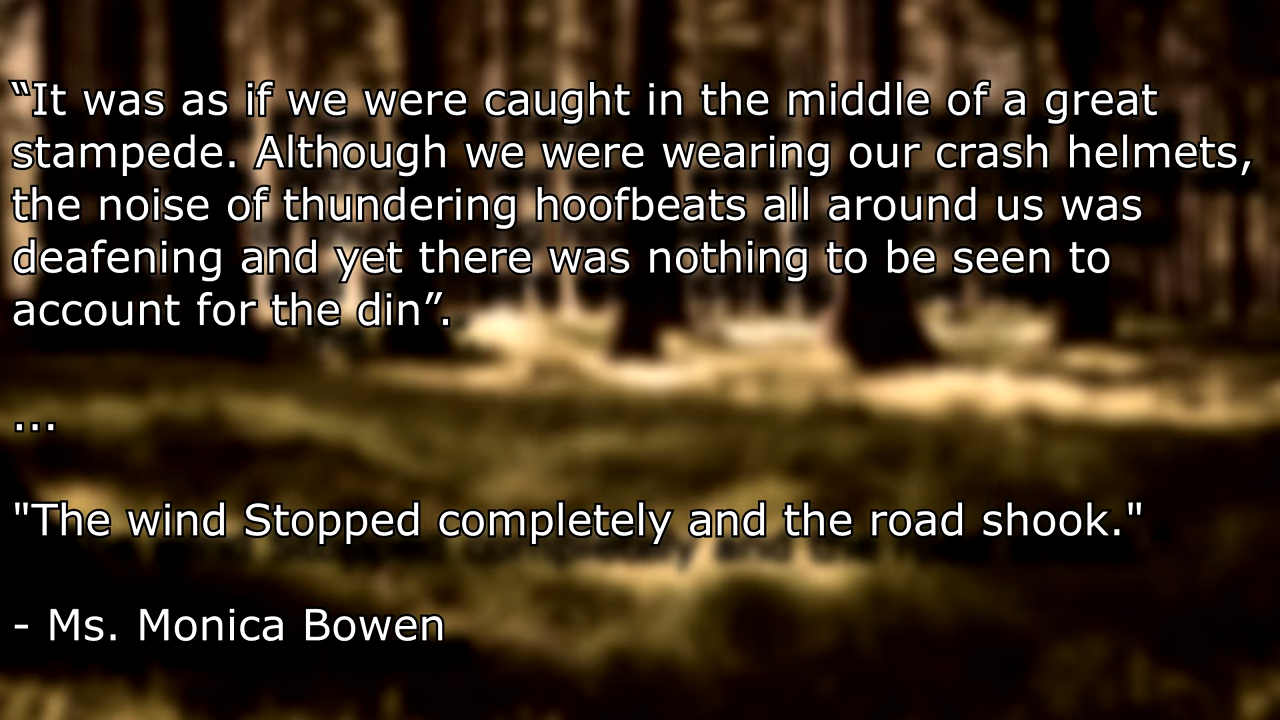 “It was as if we were caught in the middle of a great
stampede. Although we were wearing our crash helmets,
the noise of thundering hoofbeats all around us was
deafening and yet there was nothing to be seen to
account for the din”.
...
"The wind Stopped completely and the road shook."
- Ms. Monica Bowen